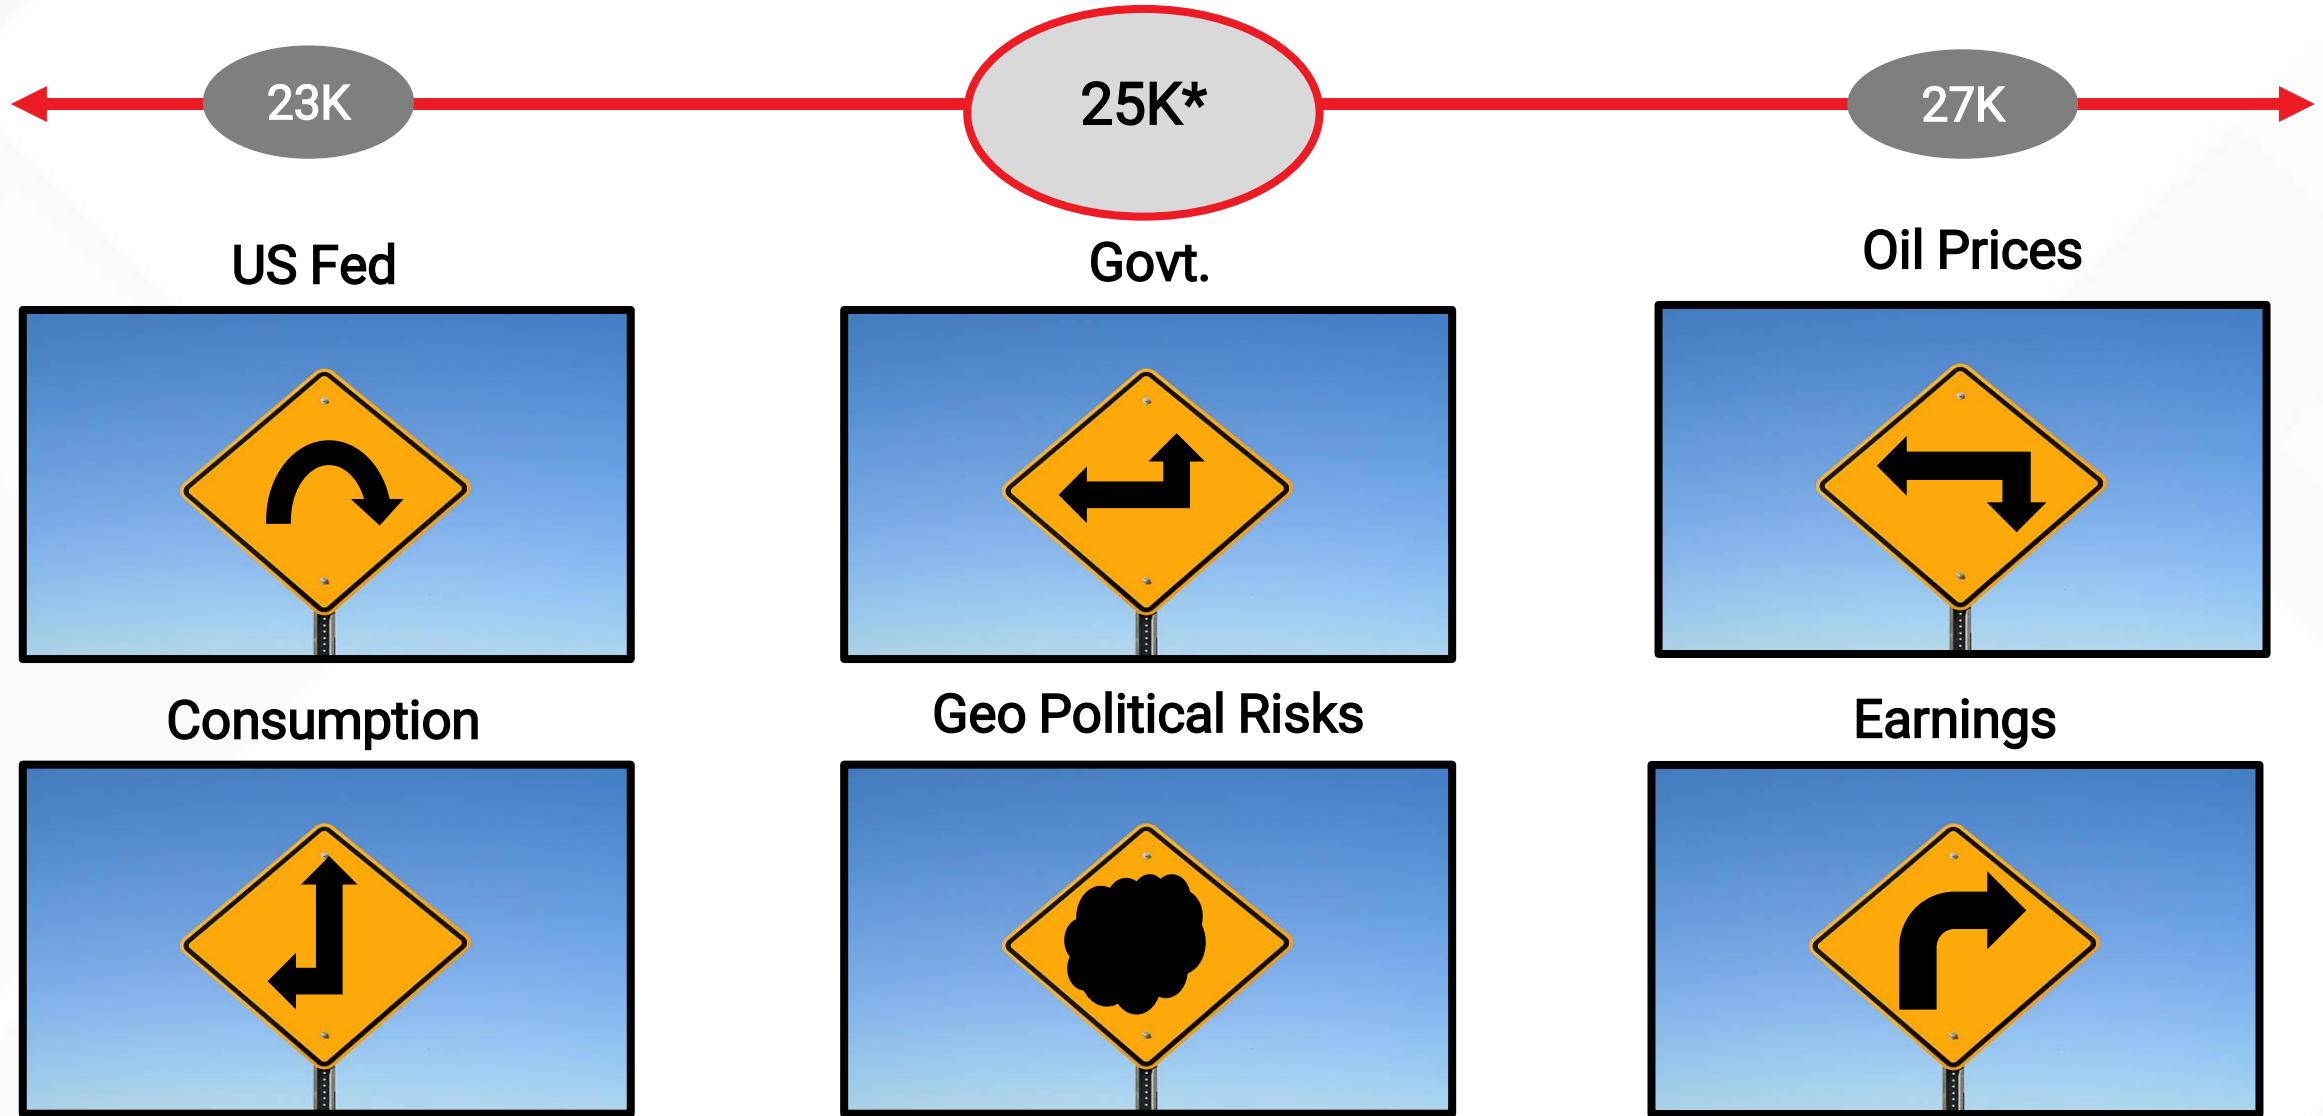 23K
25K*
27K
US Fed
Govt.
Oil Prices
Consumption
Geo Political Risks
Earnings